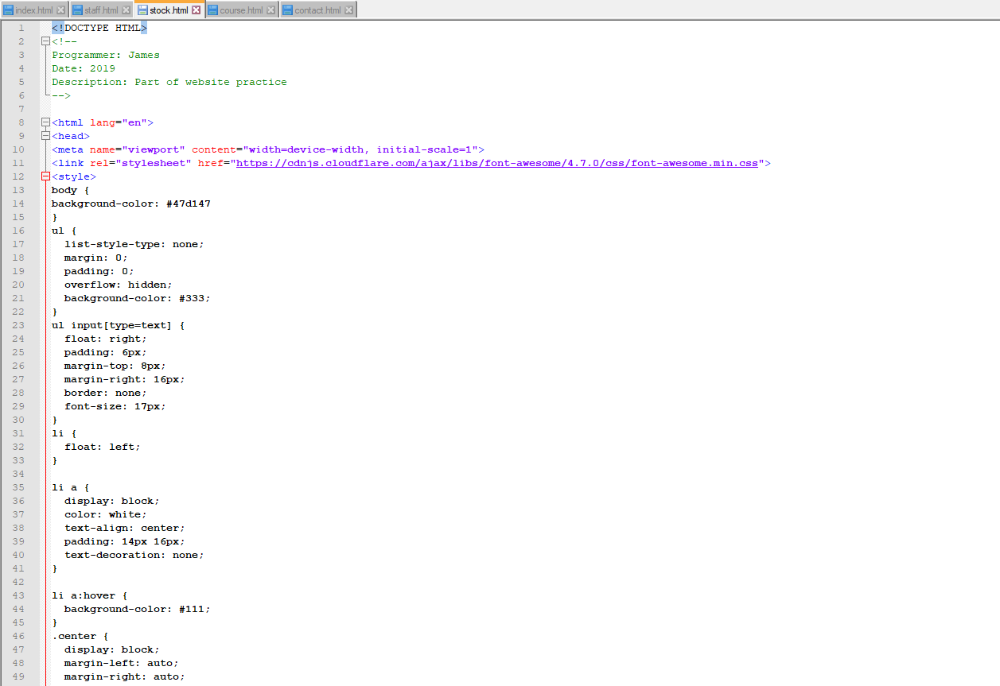 index.html staff.html stock.html course.html contact.html
1 <!DOCTYPE HTML>
2 <!--
3 Programmer: James
4 Date: 2019
5 Description: Part of website practice
6 -->
7
8 <html lang="en">
9 <head>
10 <meta name="viewport" content="width=device-width, initial-scale=1">
11 <link rel="stylesheet" href="https://cdnjs.cloudflare.com/ajax/libs/font-awesome/4.7.0/css/font-awesome.min.css">
12 <style>
13 body {
14 background-color: #47d147
15 }
16 ul {
17   list-style-type: none;
18   margin: 0;
19   padding: 0;
20   overflow: hidden;
21   background-color: #333;
22 }
23 ul input[type=text] {
24   float: right;
25   padding: 6px;
26   margin-top: 8px;
27   margin-right: 16px;
28   border: none;
29   font-size: 17px;
30 }
31 li {
32   float: left;
33 }
34
35 li a {
36   display: block;
37   color: white;
38   text-align: center;
39   padding: 14px 16px;
40   text-decoration: none;
41 }
42
43 li a:hover {
44   background-color: #111;
45 }
46 .center {
47   display: block;
48   margin-left: auto;
49   margin-right: auto;